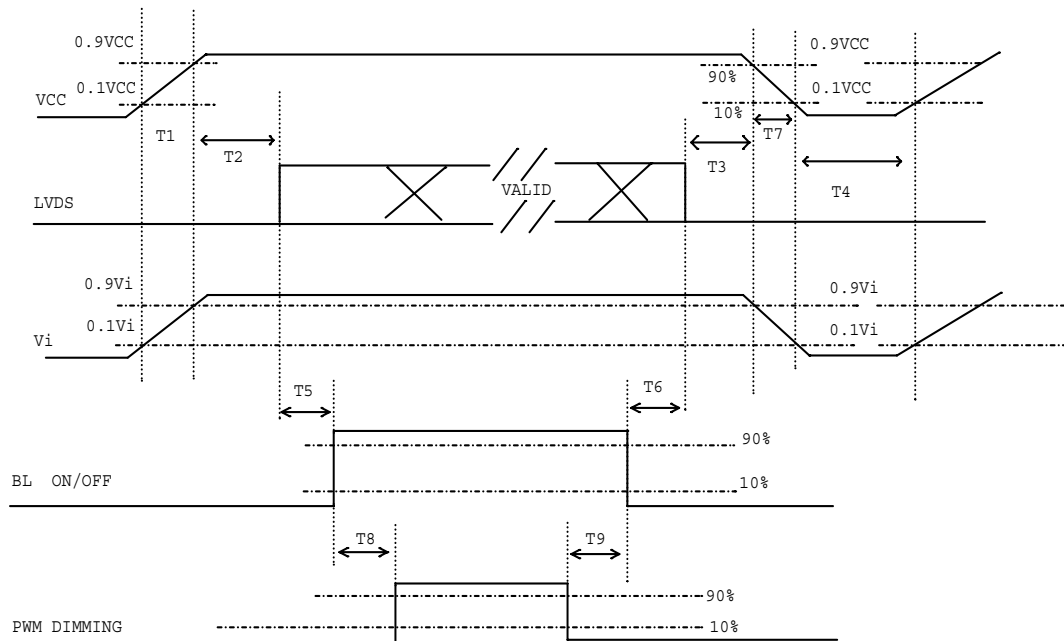 0.9VCC
0.9VCC
90%
0.1VCC
0.1VCC
VCC
10%
T1
T7
T2
T3
T4
LVDS
VALID
0.9Vi
0.9Vi
0.1Vi
0.1Vi
Vi
T5
T6
90%
BL ON/OFF
10%
T8
T9
90%
PWM DIMMING
10%